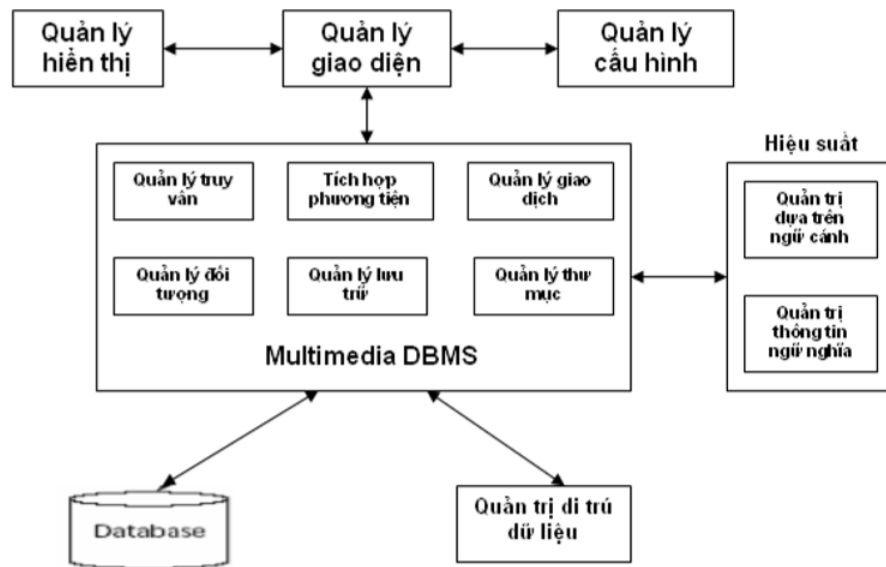 Quản lý
hiển thị
Quản lý
giao diện
Quản lý
cấu hình
Hiệu suất
Quản lý truy
vấn
Tích hợp
phương tiện
Quản lý giao
dịch
Quản trị
dựa trên
ngữ cảnh
Quản lý đối
tượng
Quản lý lưu
trữ
Quản lý thư
mục
Quản trị
thông tin
ngữ nghĩa
Multimedia DBMS
Database
Quản trị di trú
dữ liệu